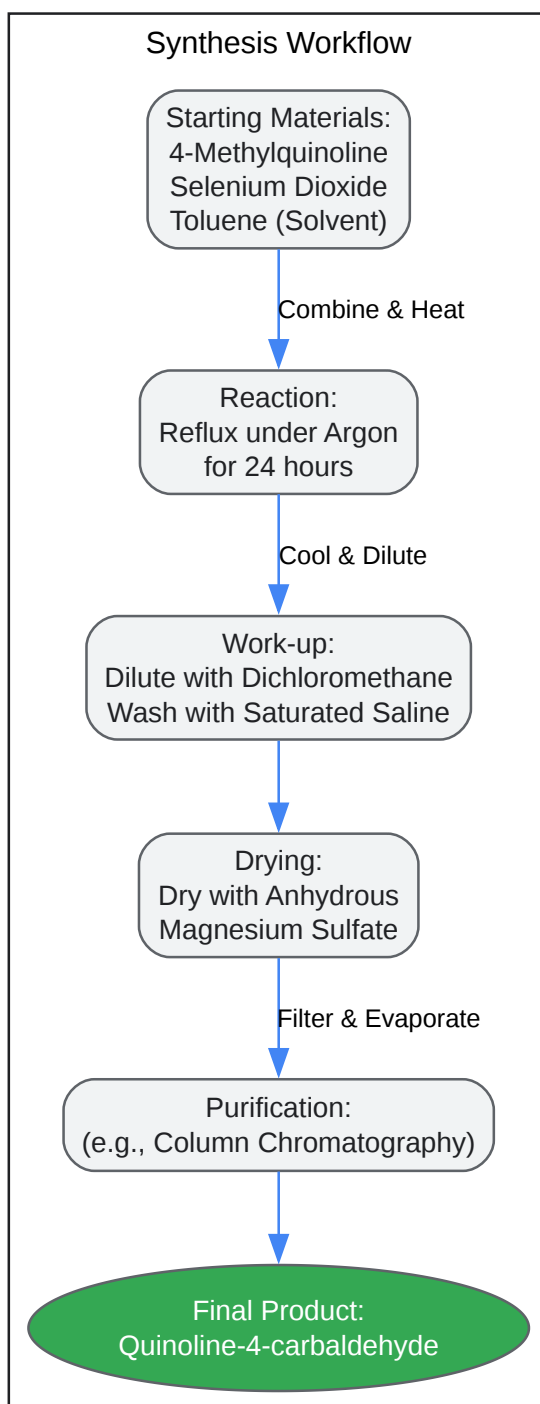 Synthesis Workflow
Starting Materials:
4-Methylquinoline
Selenium Dioxide
Toluene (Solvent)
Combine & Heat
Reaction:
Reflux under Argon
for 24 hours
Cool & Dilute
Work-up:
Dilute with Dichloromethane
Wash with Saturated Saline
Drying:
Dry with Anhydrous
Magnesium Sulfate
Filter & Evaporate
Purification:
(e.g., Column Chromatography)
Final Product:
Quinoline-4-carbaldehyde